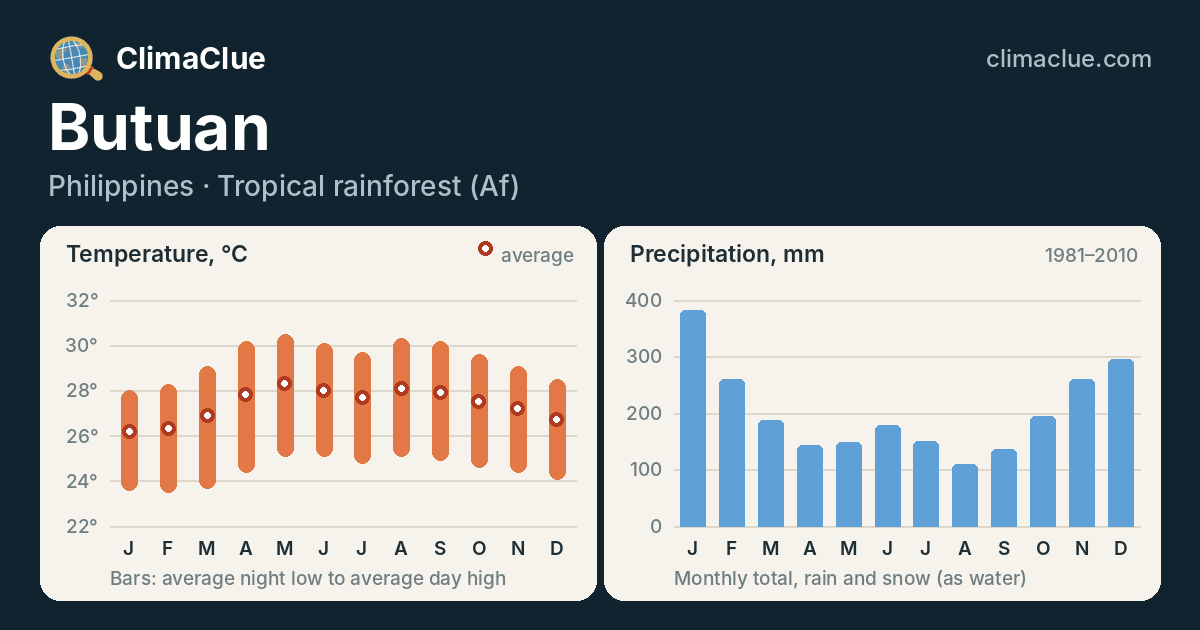 ClimaClue
climaclue.com
Butuan
Philippines · Tropical rainforest (Af)
Temperature, °C
average
32°
30°
28°
26°
24°
22°
J F M A M J J A S O N D
Bars: average night low to average day high
Precipitation, mm
1981–2010
400
300
200
100
0
J F M A M J J A S O N D
Monthly total, rain and snow (as water)